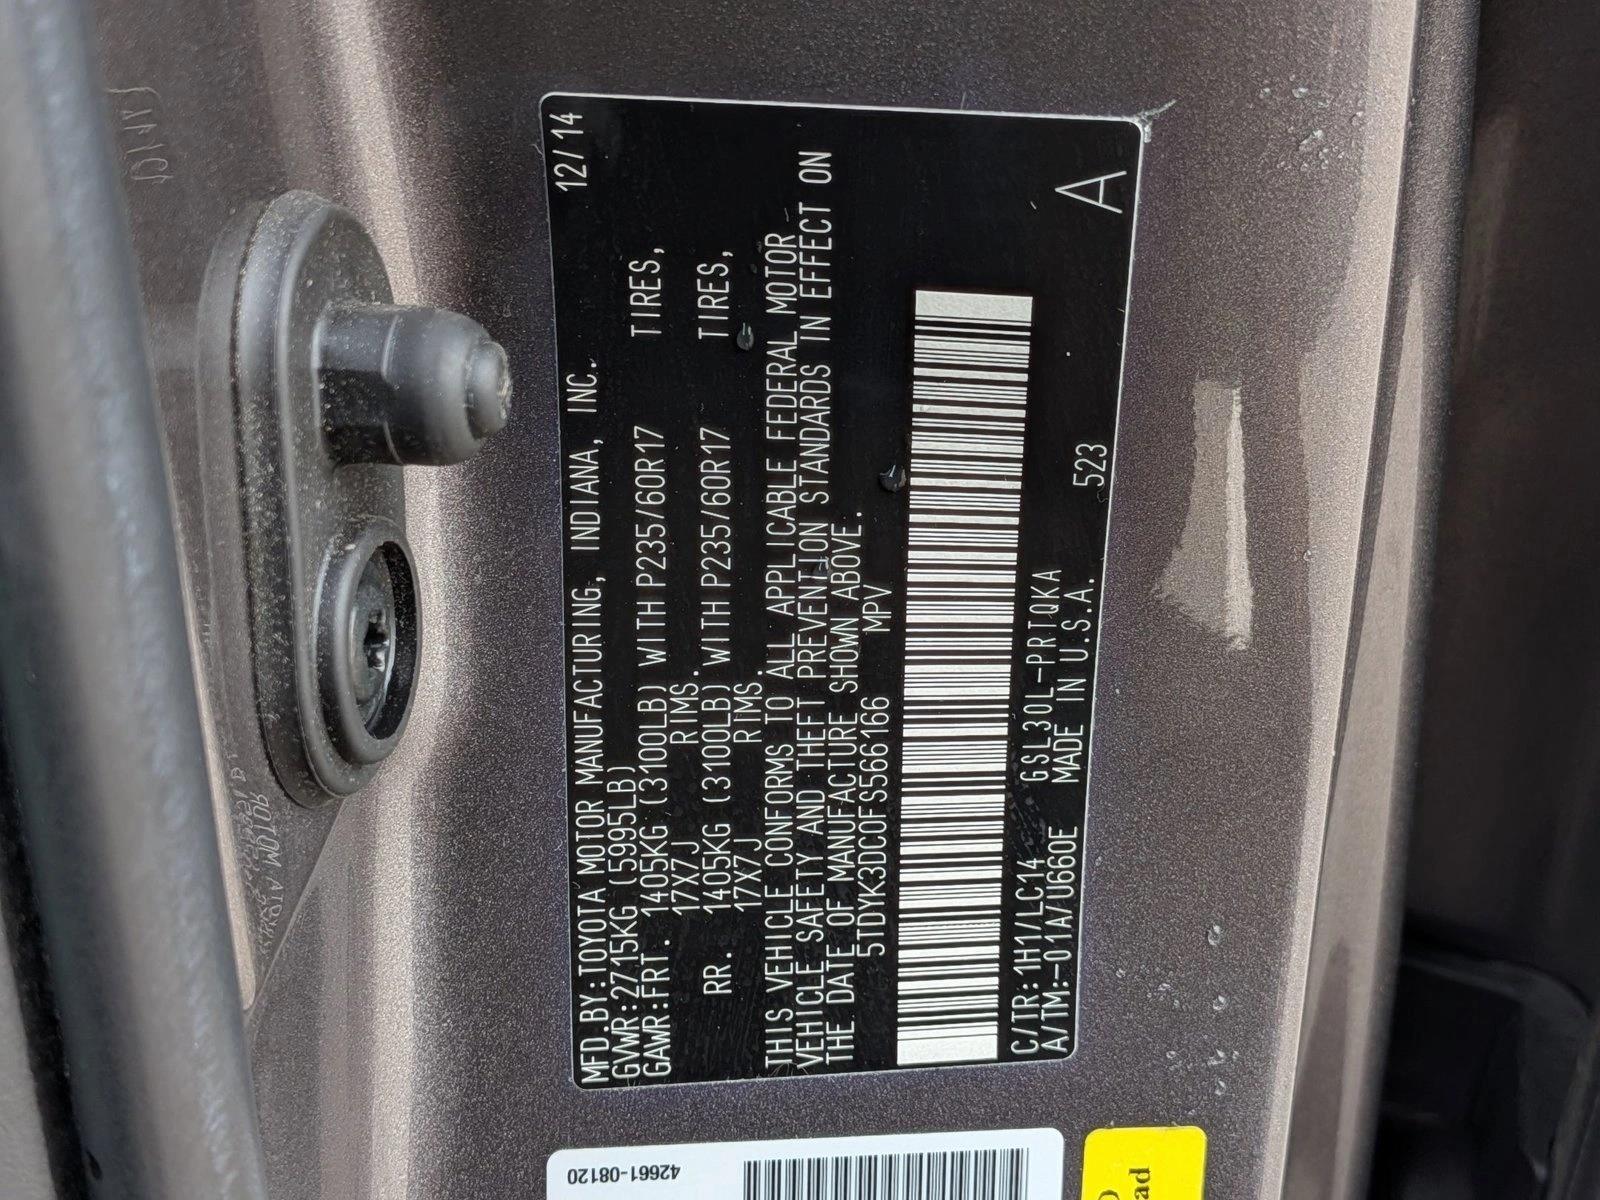 MFD.BY:TOYOTA MOTOR MANUFACTURING, INDIANA, INC. 12/14
GVWR:2715KG (5995LB)
GAWR:FRT. 1405KG (3100LB) WITH P235/60R17 TIRES,
17X7J RIMS.
RR. 1405KG (3100LB) WITH P235/60R17 TIRES,
17X7J RIMS.
THIS VEHICLE CONFORMS TO ALL APPLICABLE FEDERAL MOTOR
VEHICLE SAFETY AND THEFT PREVENTION STANDARDS IN EFFECT ON
THE DATE OF MANUFACTURE SHOWN ABOVE.
5TDYK3DC0FS566166 MPV
C/TR:1H1/LC14 GSL30L-PRTQKA
A/TM:-01A/U660E MADE IN U.S.A. 523 A
42661-08120
ad